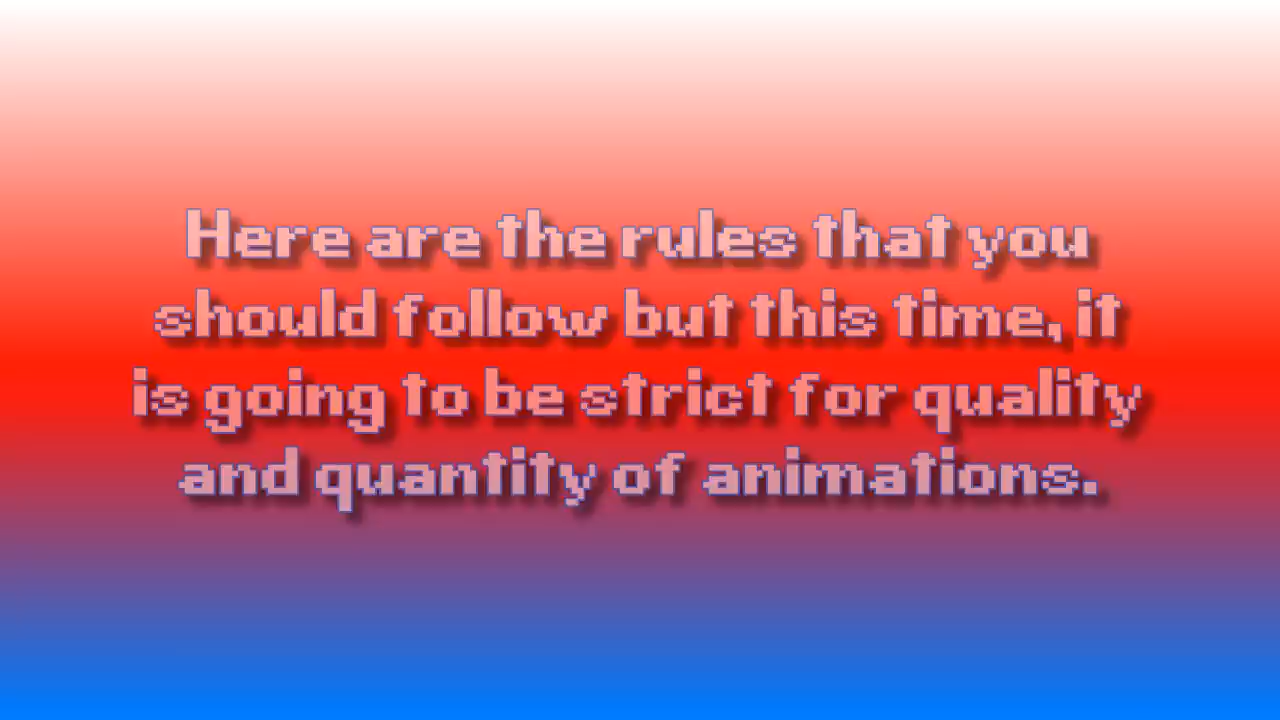 Here are the rules that you
should follow but this time, it
is going to be strict for quality
and quantity of animations.